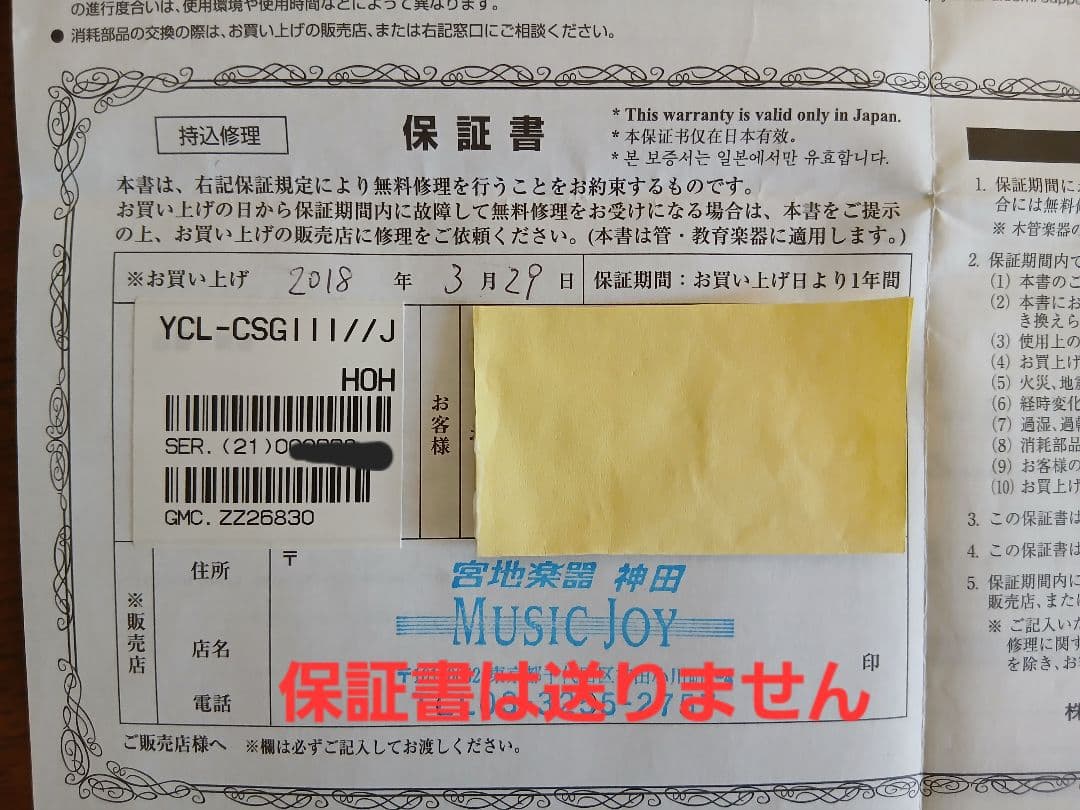 の進行度合いは、使用環境や使用時間などによって異なります。
● 消耗部品の交換の際は、お買い上げの販売店、または右記窓口にご相談ください。
持込修理
保証書
* This warranty is valid only in Japan.
* 本保证书仅在日本有效。
* 본 보증서는 일본에서만 유효합니다.
本書は、右記保証規定により無料修理を行うことをお約束するものです。
お買い上げの日から保証期間内に故障して無料修理をお受けになる場合は、本書をご提示
の上、お買い上げの販売店に修理をご依頼ください。(本書は管・教育楽器に適用します。)
※お買い上げ 2018 年 3 月 29 日
保証期間：お買い上げ日より1年間
YCL-CSGIII//J
HOH
SER. (21)0
GMC. ZZ26830
お客様
※販売店
住所
〒
店名
電話
宮地楽器 神田
MUSIC JOY
印
保証書は送りません
ご販売店様へ ※欄は必ずご記入してお渡しください。
1. 保証期間に
合には無料
※ 木管楽器の
2. 保証期間内で
(1) 本書のご
(2) 本書にお
き換えら
(3) 使用上の
(4) お買上げ
(5) 火災、地
(6) 経時変化
(7) 過湿、過
(8) 消耗部品
(9) お客様の
(10) お買上げ
3. この保証書は
4. この保証書は
5. 保証期間内に
販売店、また
※ ご記入い
修理に関す
を除き、お
株